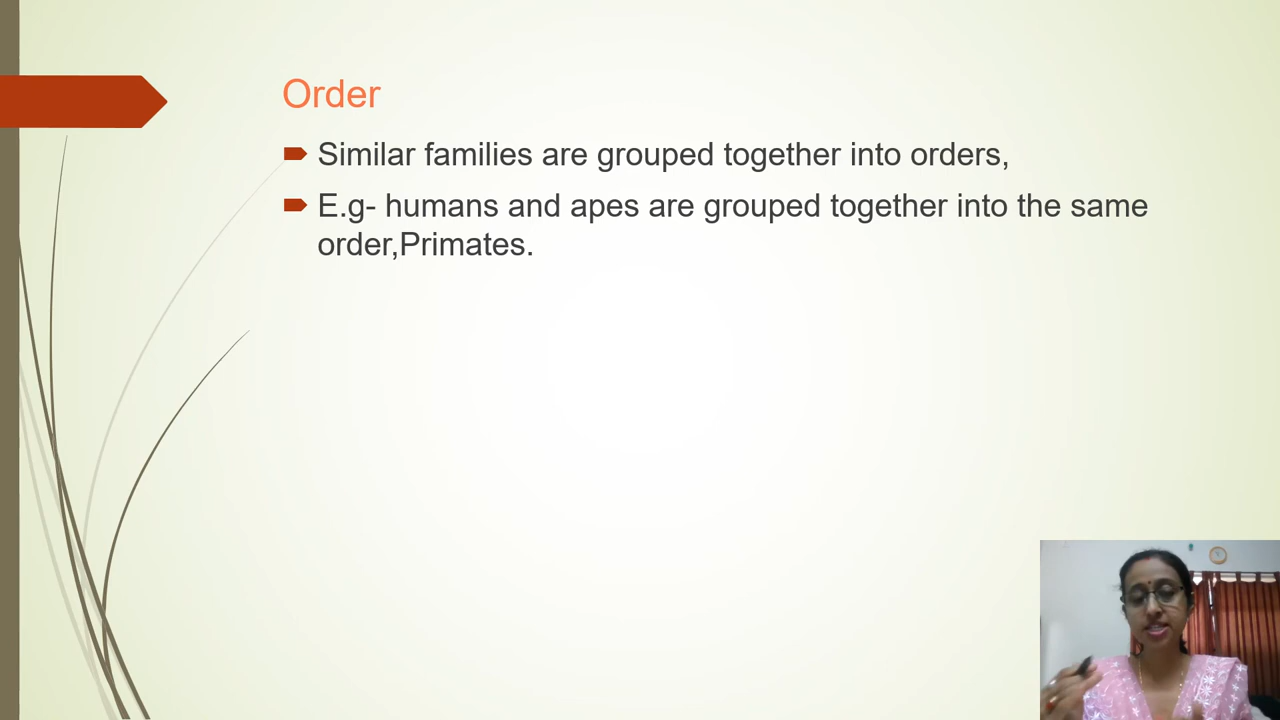 Order
Similar families are grouped together into orders,
E.g- humans and apes are grouped together into the same
order,Primates.